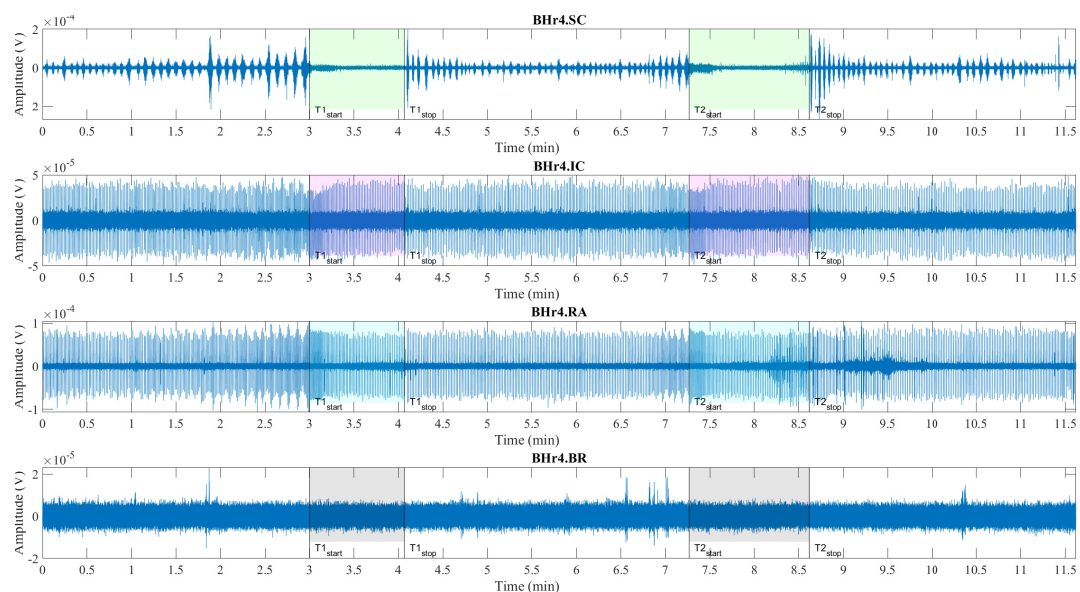 BHr4.SC
×10⁻⁴
Amplitude (V)
2
0
2
T1start T1stop T2start T2stop
0 0.5 1 1.5 2 2.5 3 3.5 4 4.5 5 5.5 6 6.5 7 7.5 8 8.5 9 9.5 10 10.5 11 11.5
Time (min)
BHr4.IC
×10⁻⁵
Amplitude (V)
5
0
-5
T1start T1stop T2start T2stop
0 0.5 1 1.5 2 2.5 3 3.5 4 4.5 5 5.5 6 6.5 7 7.5 8 8.5 9 9.5 10 10.5 11 11.5
Time (min)
BHr4.RA
×10⁻⁴
Amplittude (V)
1
0
-1
T1start T1stop T2start T2stop
0 0.5 1 1.5 2 2.5 3 3.5 4 4.5 5 5.5 6 6.5 7 7.5 8 8.5 9 9.5 10 10.5 11 11.5
Time (min)
BHr4.BR
×10⁻⁵
Amplitude (V)
2
0
-2
T1start T1stop T2start T2stop
0 0.5 1 1.5 2 2.5 3 3.5 4 4.5 5 5.5 6 6.5 7 7.5 8 8.5 9 9.5 10 10.5 11 11.5
Time (min)